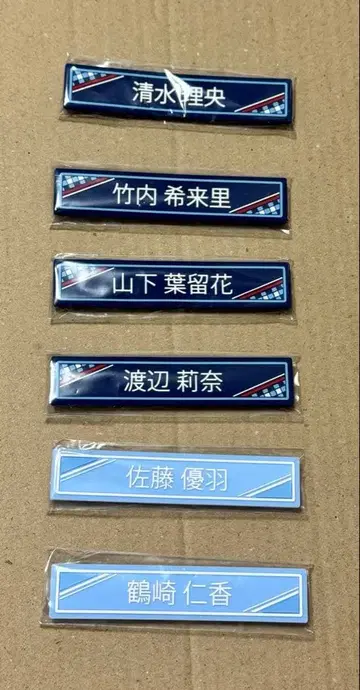 清水 理央
竹内 希来里
山下 葉留花
渡辺 莉奈
佐藤 優羽
鶴崎 仁香